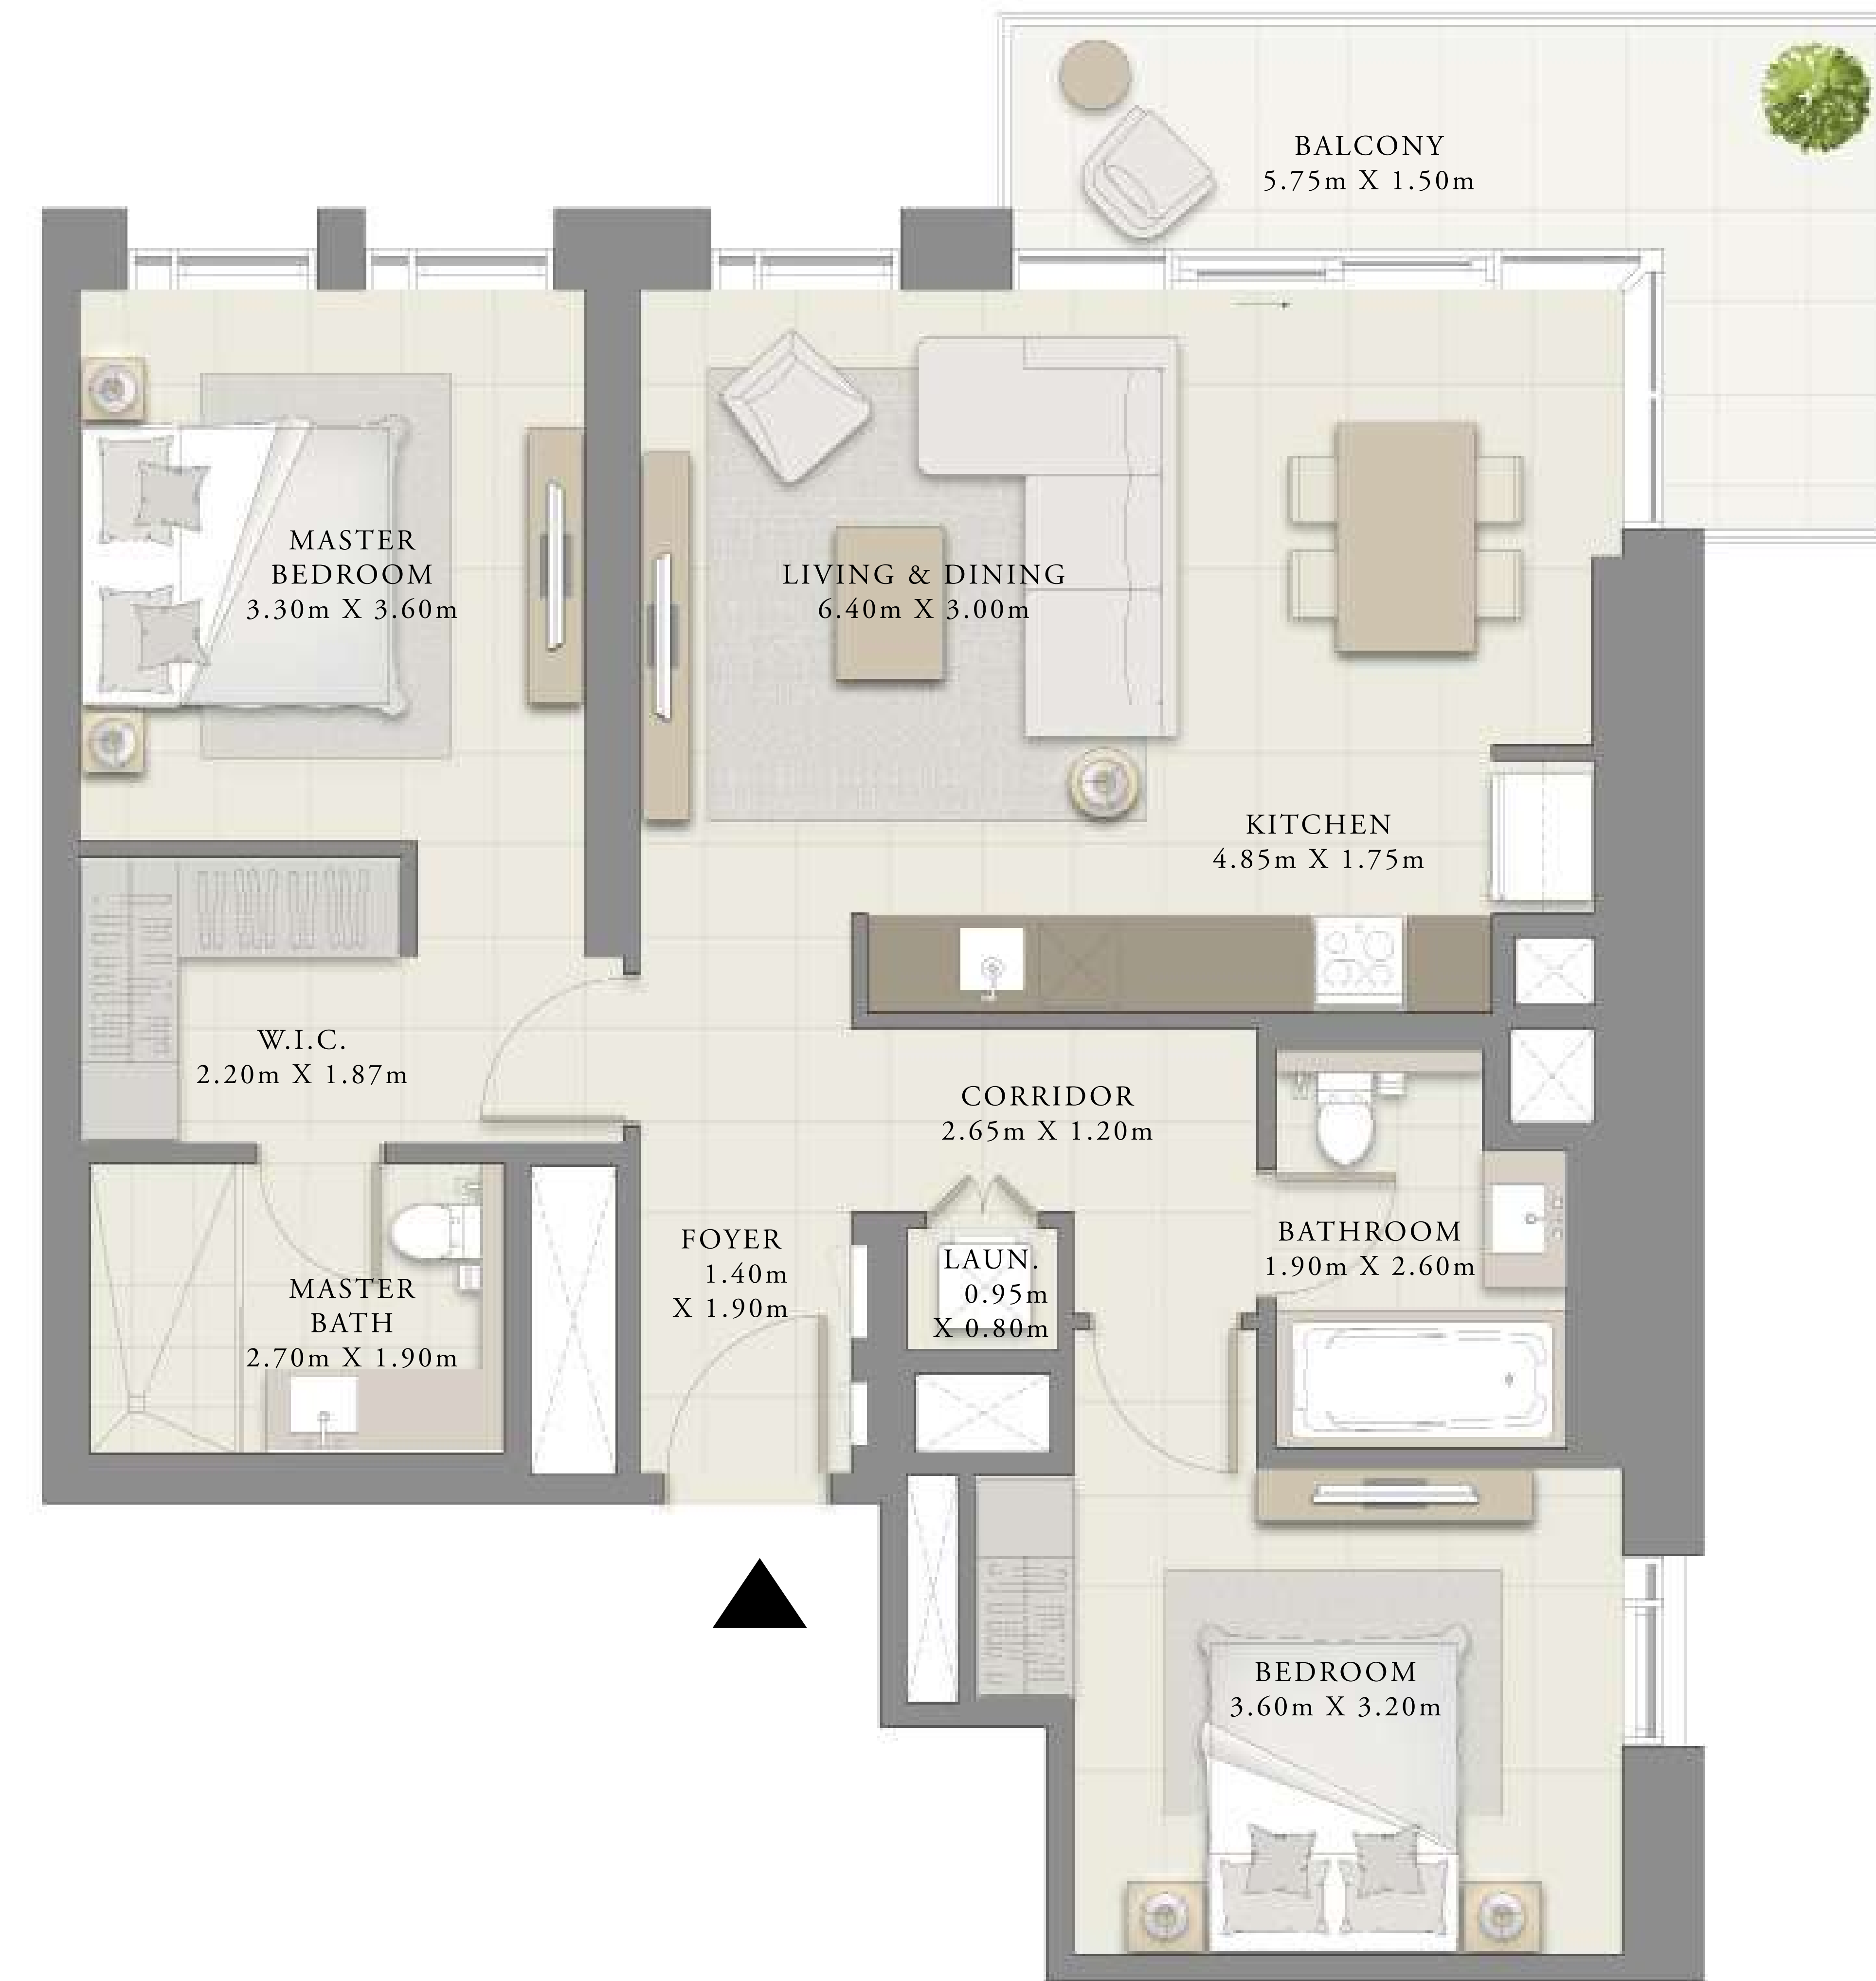 BALCONY
5.75m X 1.50m
MASTER
BEDROOM
3.30m X 3.60m
LIVING & DINING
6.40m X 3.00m
KITCHEN
4.85m X 1.75m
W.I.C.
2.20m X 1.87m
CORRIDOR
2.65m X 1.20m
FOYER
1.40m
X 1.90m
LAUN.
0.95m
X 0.80m
BATHROOM
1.90m X 2.60m
MASTER
BATH
2.70m X 1.90m
BEDROOM
3.60m X 3.20m